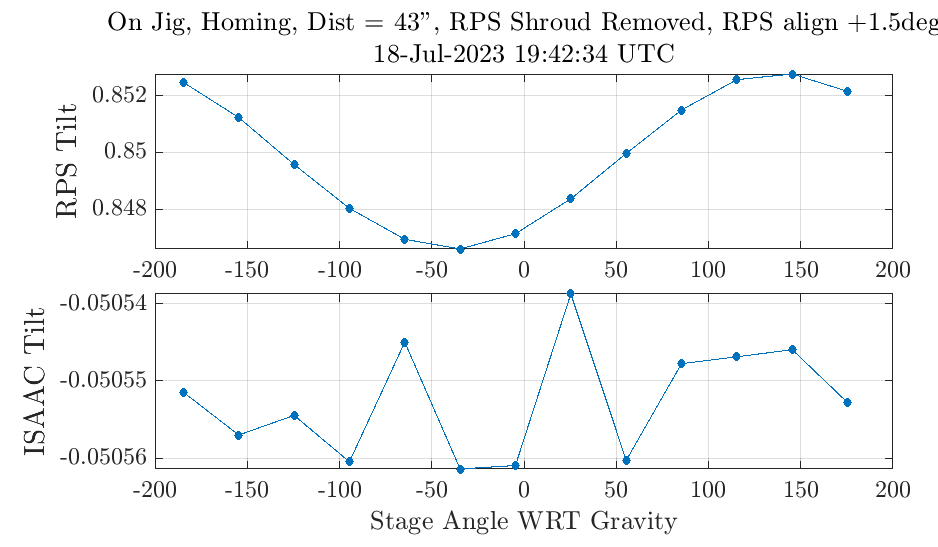 On Jig, Homing, Dist = 43", RPS Shroud Removed, RPS align +1.5deg
18-Jul-2023 19:42:34 UTC
RPS Tilt
0.852
0.85
0.848
-200 -150 -100 -50 0 50 100 150 200
ISAAC Tilt
-0.05054
-0.05055
-0.05056
-200 -150 -100 -50 0 50 100 150 200
Stage Angle WRT Gravity